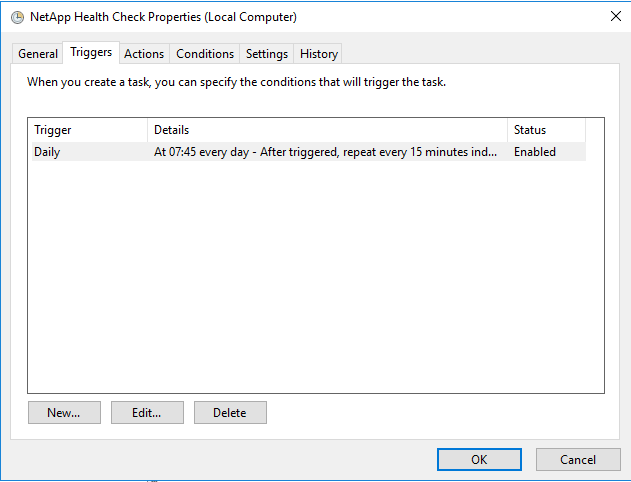 NetApp Health Check Properties (Local Computer)
General Triggers Actions Conditions Settings History
When you create a task, you can specify the conditions that will trigger the task.
Trigger Details Status
Daily At 07:45 every day - After triggered, repeat every 15 minutes ind... Enabled
New... Edit... Delete
OK Cancel